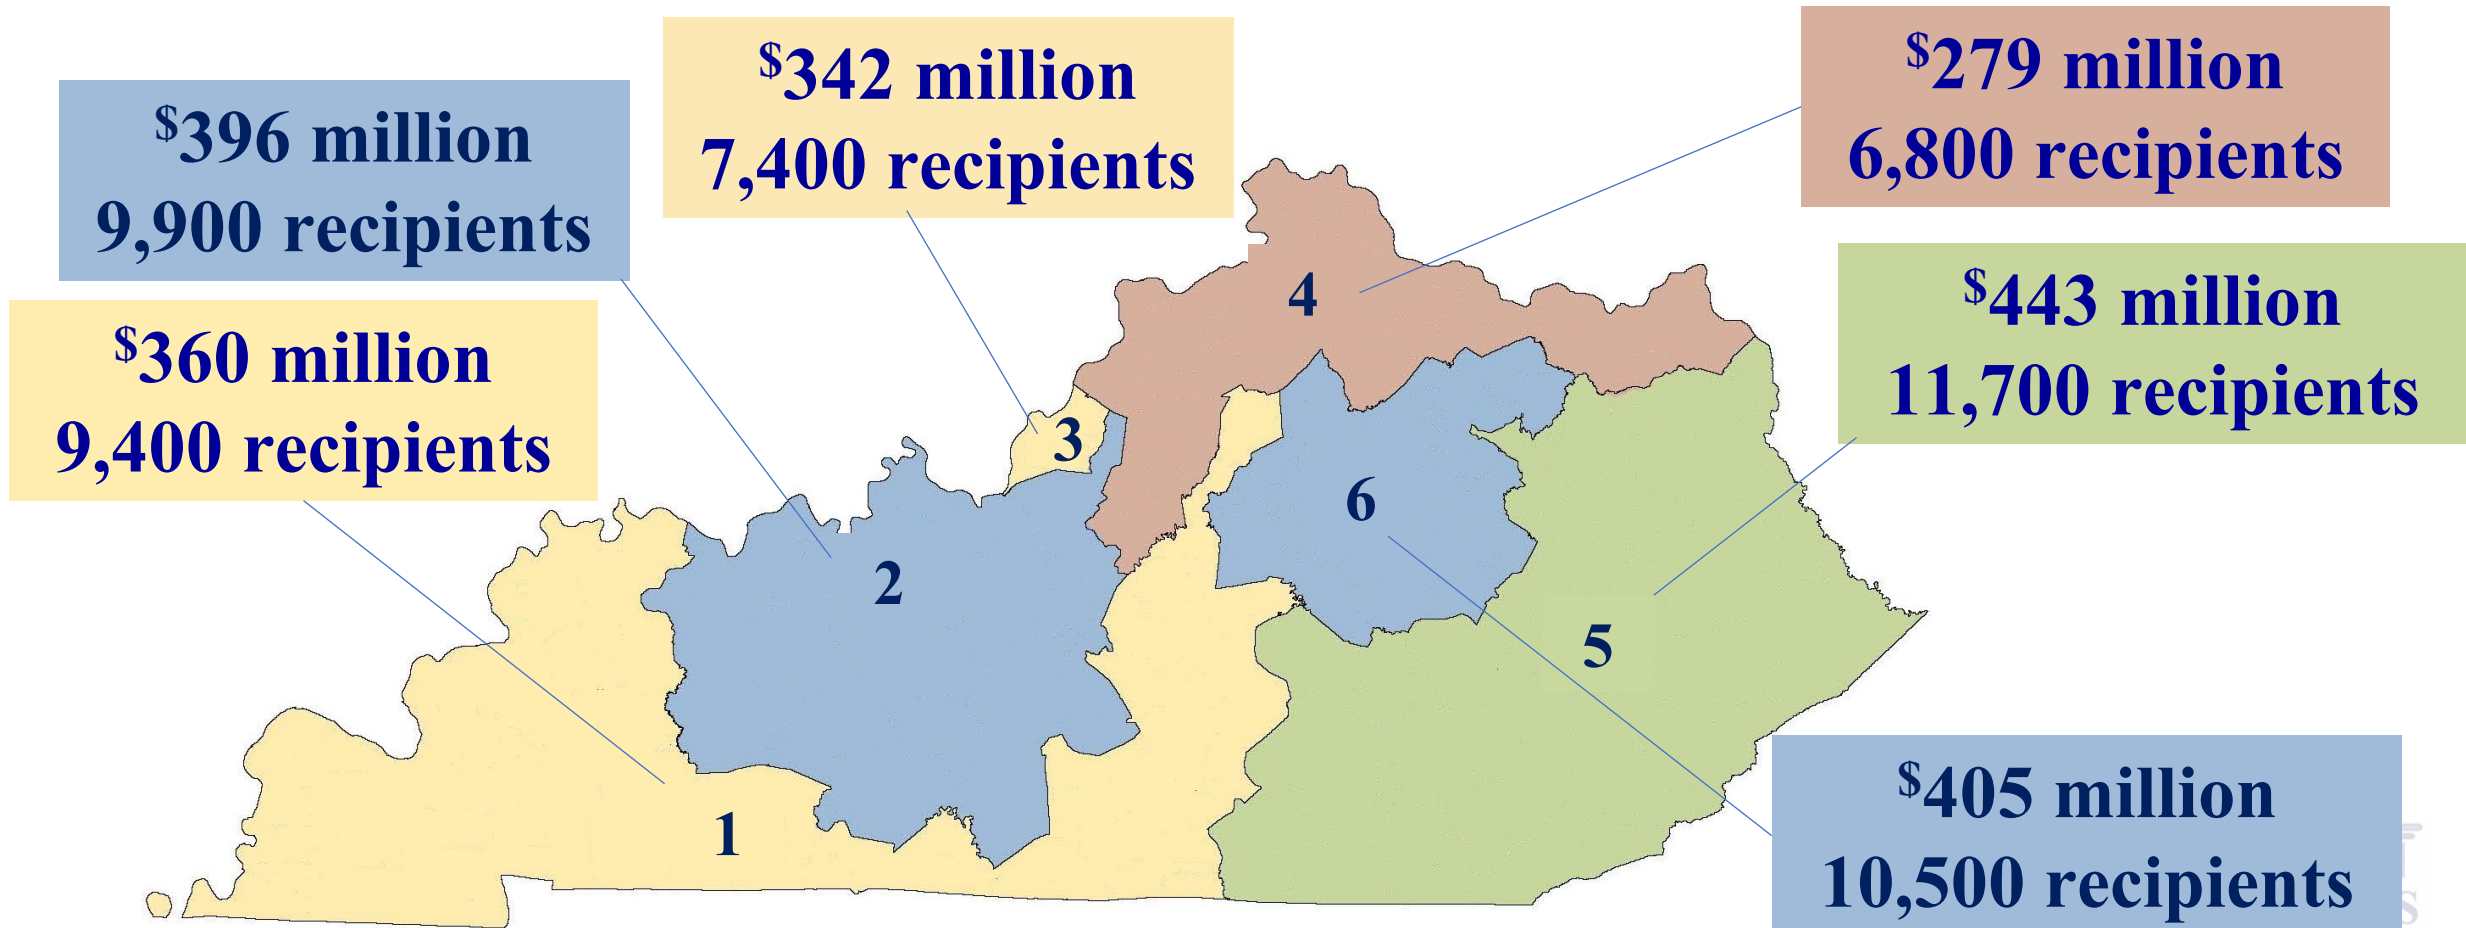 $342 million
7,400 recipients
$279 million
6,800 recipients
$396 million
9,900 recipients
$443 million
11,700 recipients
$360 million
9,400 recipients
4
3
6
2
5
1
$405 million
10,500 recipients